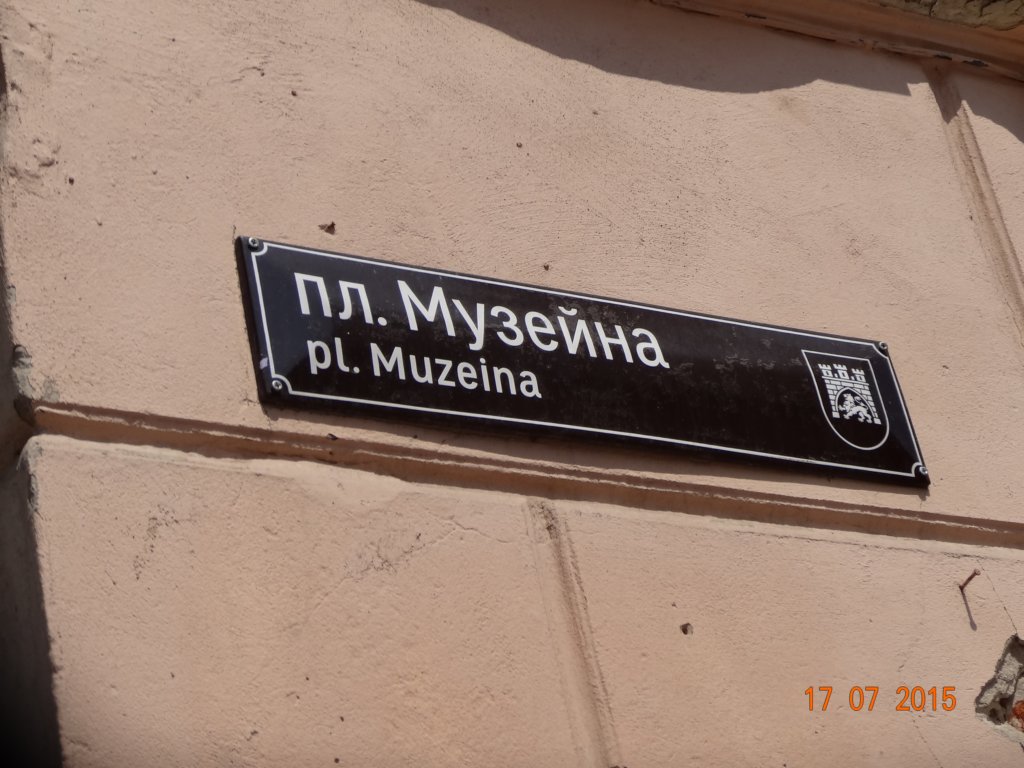 пл. Музейна
pl. Muzeina
17 07 2015